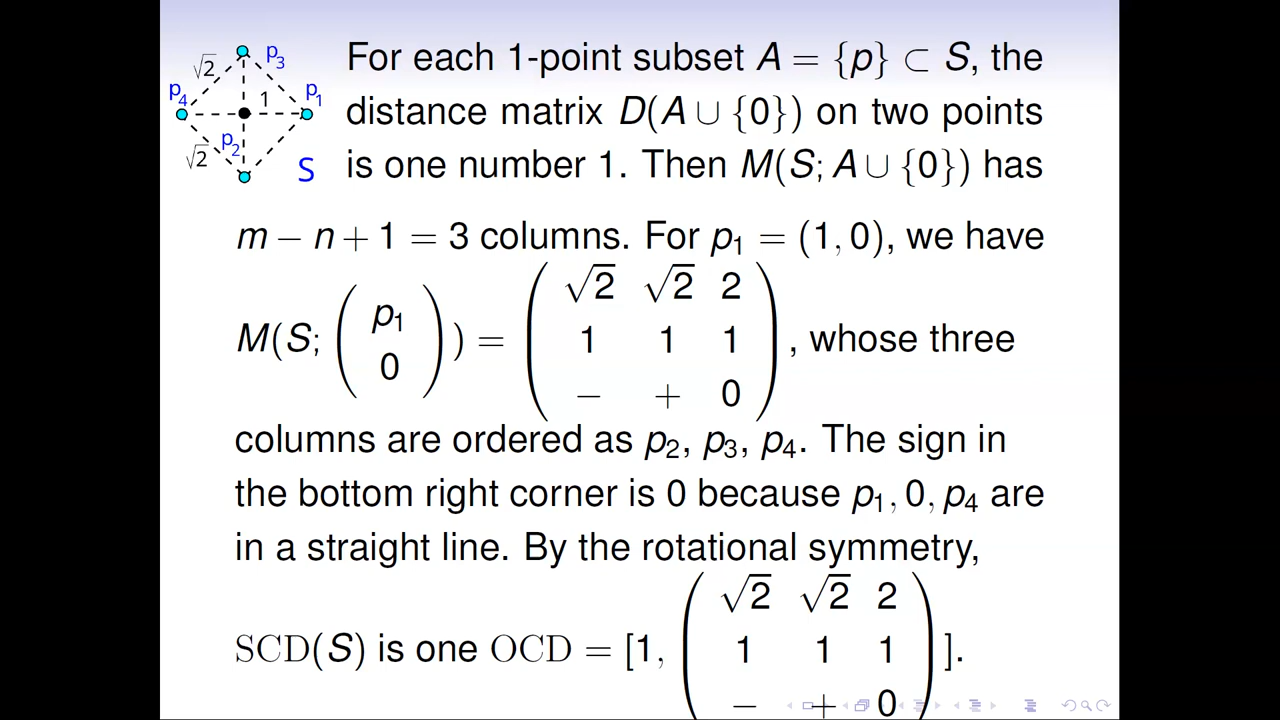 √2 p₃
p₄ 1 p₁
√2 p₂ S
For each 1-point subset A = {p} ⊂ S, the
distance matrix D(A ∪ {0}) on two points
is one number 1. Then M(S; A ∪ {0}) has
m − n + 1 = 3 columns. For p₁ = (1, 0), we have
√2 √2 2
M(S; ( p₁ 0 ) ) = ( 1 1 1 ) , whose three
− + 0
columns are ordered as p₂, p₃, p₄. The sign in
the bottom right corner is 0 because p₁, 0, p₄ are
in a straight line. By the rotational symmetry,
√2 √2 2
SCD(S) is one OCD = [1, ( 1 1 1 ) ].
− + 0